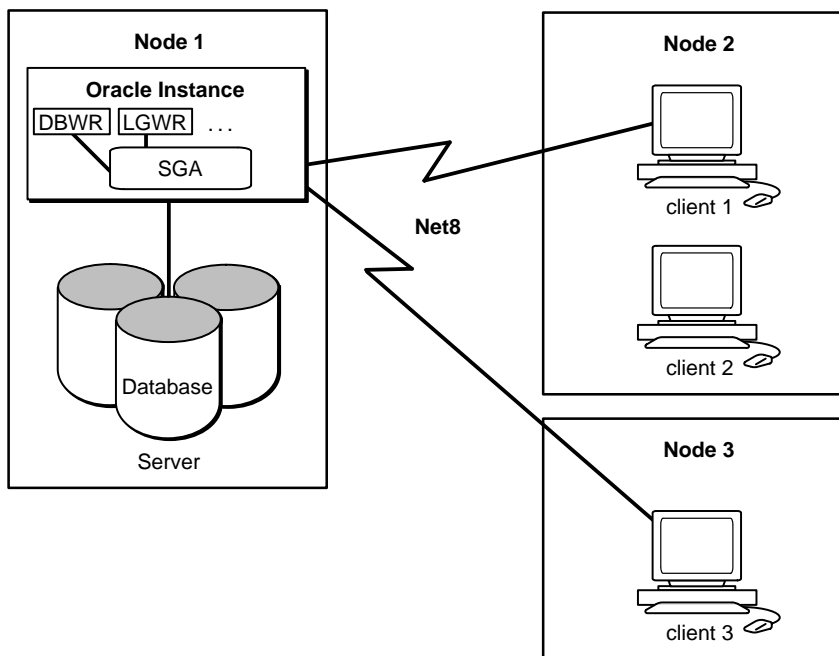 Node 1
Oracle Instance
DBWR LGWR ...
SGA
Database
Server
Net8
Node 2
client 1
client 2
Node 3
client 3